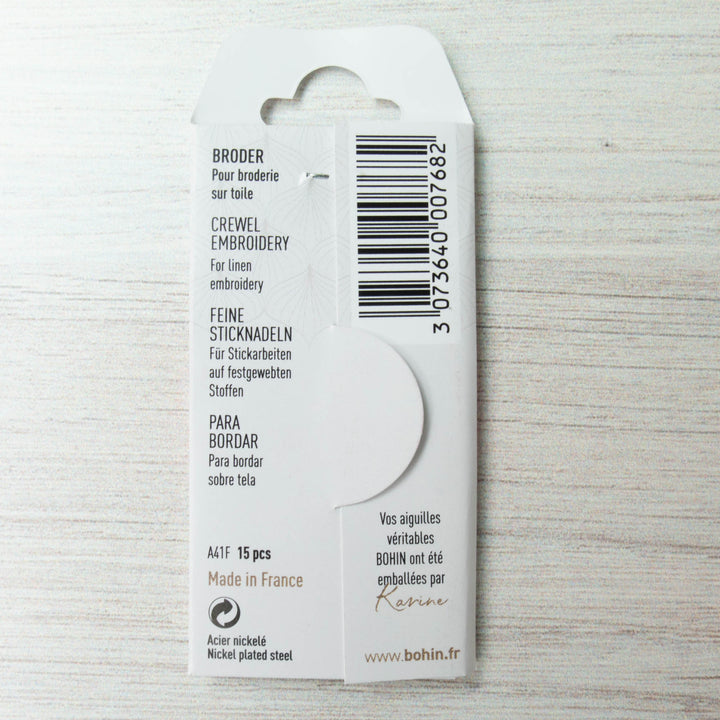 BRODER
Pour broderie
sur toile
CREWEL
EMBROIDERY
For linen
embroidery
FEINE
STICKNADELN
Für Stickarbeiten
auf festgewebten
Stoffen
PARA
BORDAR
Para bordar
sobre tela
A41F 15 pcs
Made in France
Acier nickelé
Nickel plated steel
3 073640 007682
Vos aiguilles
véritables
BOHIN ont été
emballées par
Karine
www.bohin.fr